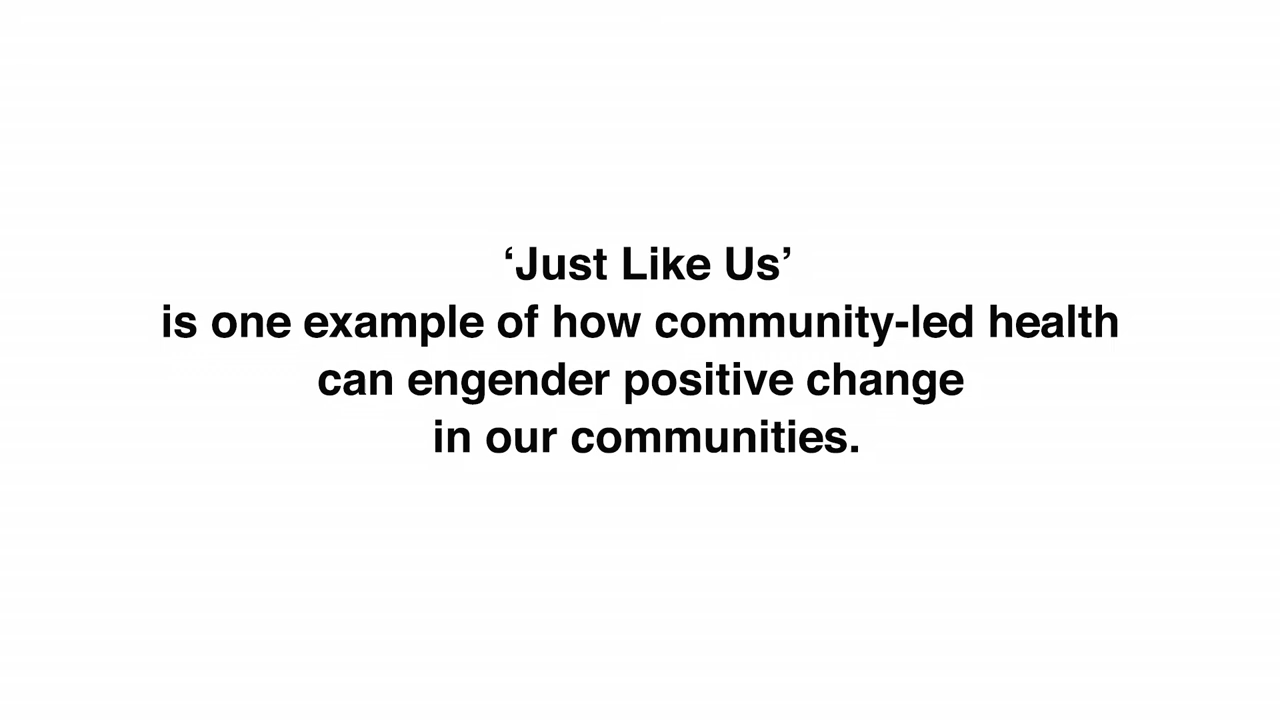 ‘Just Like Us’
is one example of how community-led health
can engender positive change
in our communities.